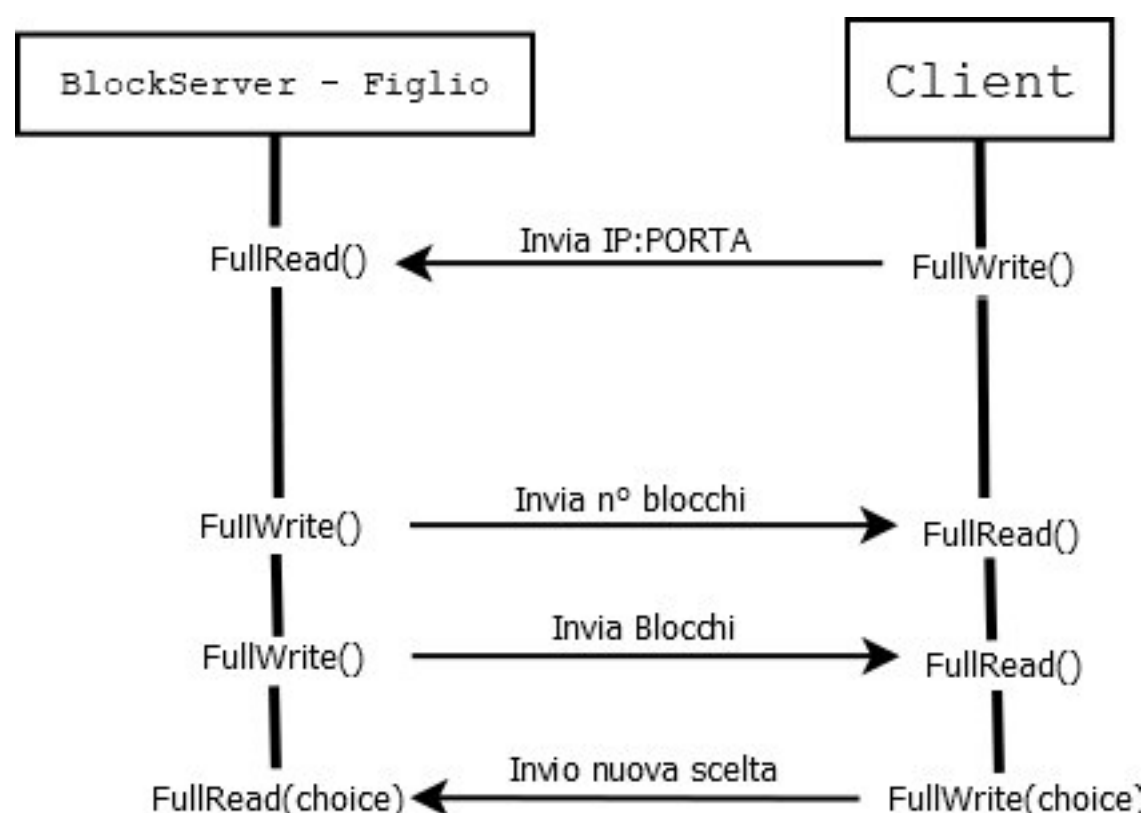 BlockServer - Figlio
Client
Invia IP:PORTA
FullRead()
FullWrite()
Invia nº blocchi
FullWrite()
FullRead()
Invia Blocchi
FullWrite()
FullRead()
Invio nuova scelta
FullRead(choice)
FullWrite(choice)